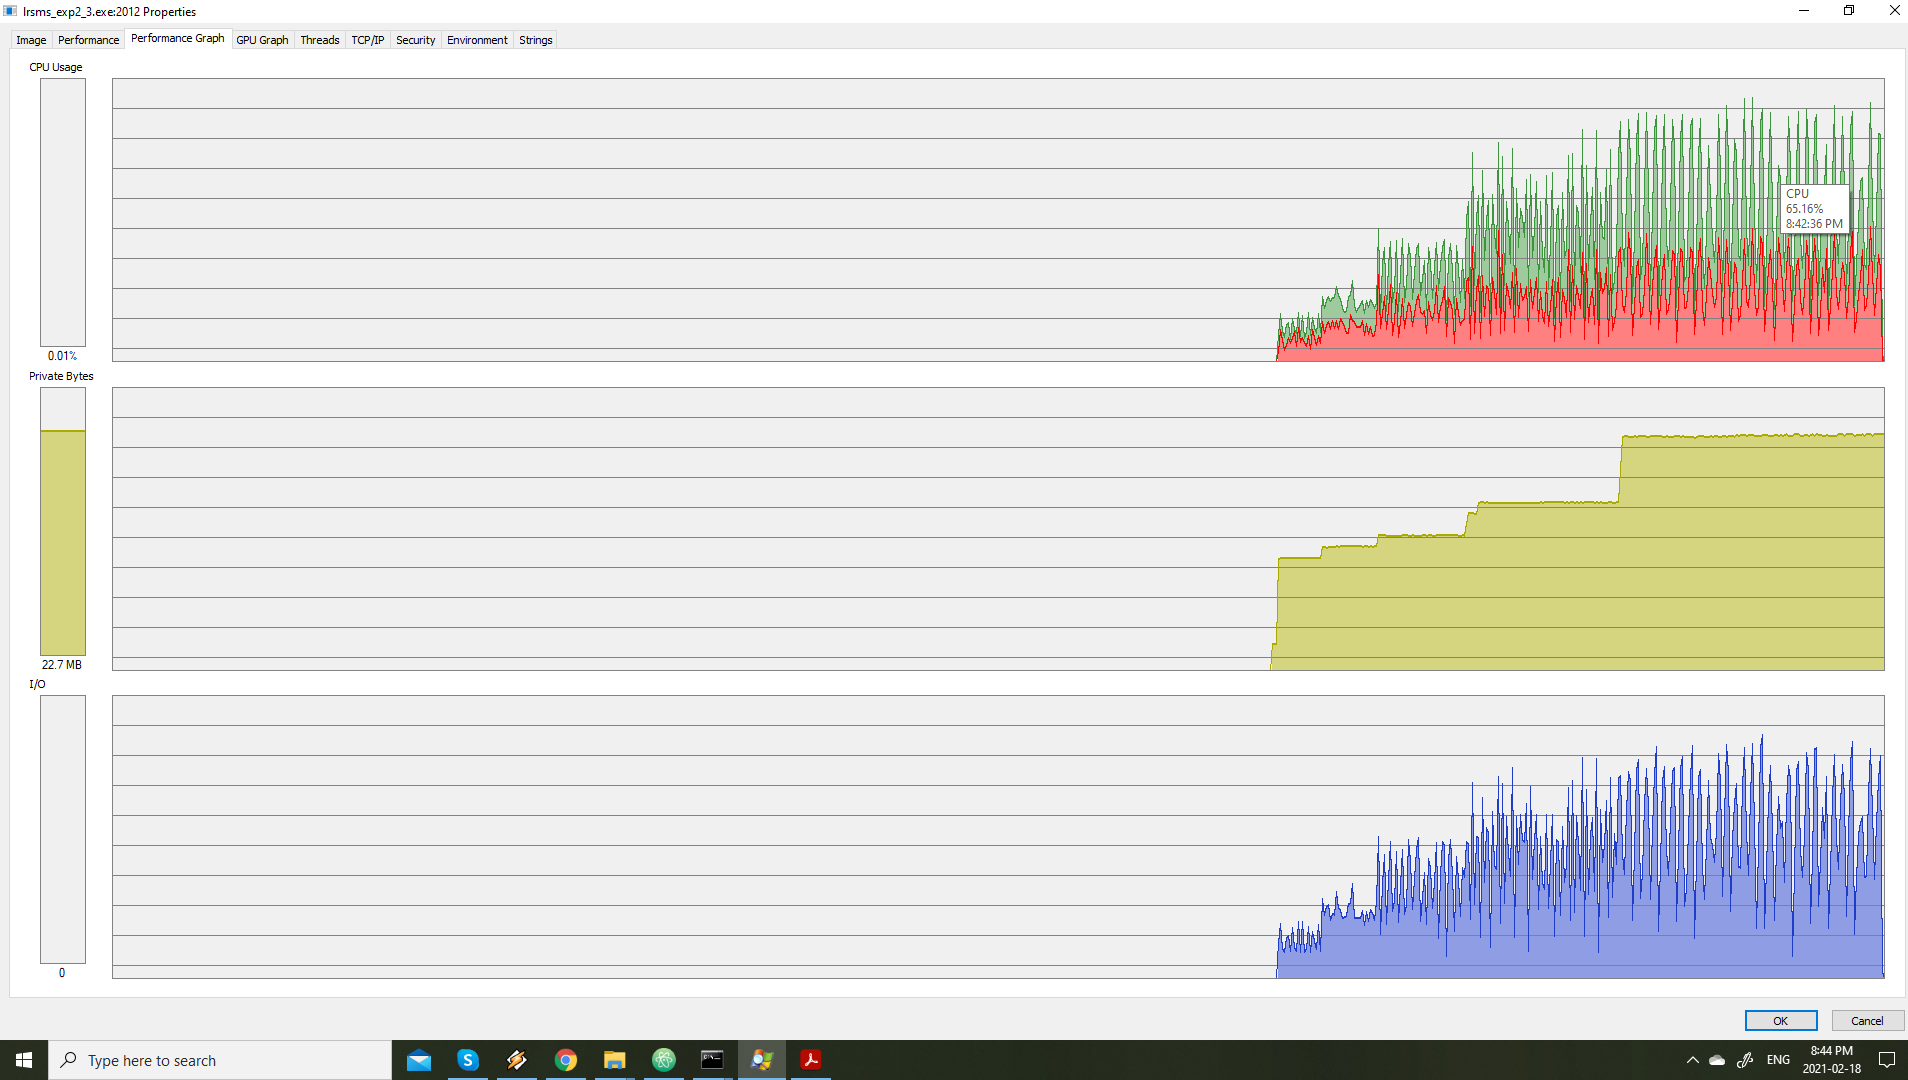 lrsms_exp2_3.exe:2012 Properties
Image Performance Performance Graph GPU Graph Threads TCP/IP Security Environment Strings
CPU Usage
CPU
65.16%
8:42:36 PM
0.01%
Private Bytes
22.7 MB
I/O
0
OK Cancel
Type here to search
ENG
8:44 PM
2021-02-18